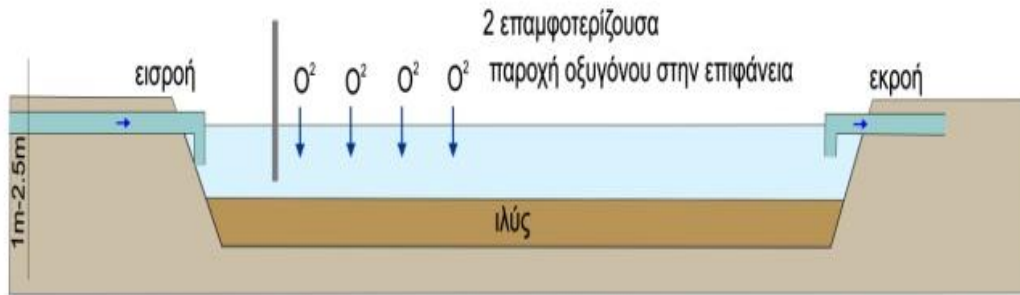 2 επαμφοτερίζουσα
παροχή οξυγόνου στην επιφάνεια
εισροή
O² O² O² O²
εκροή
1m-2.5m
ιλύς